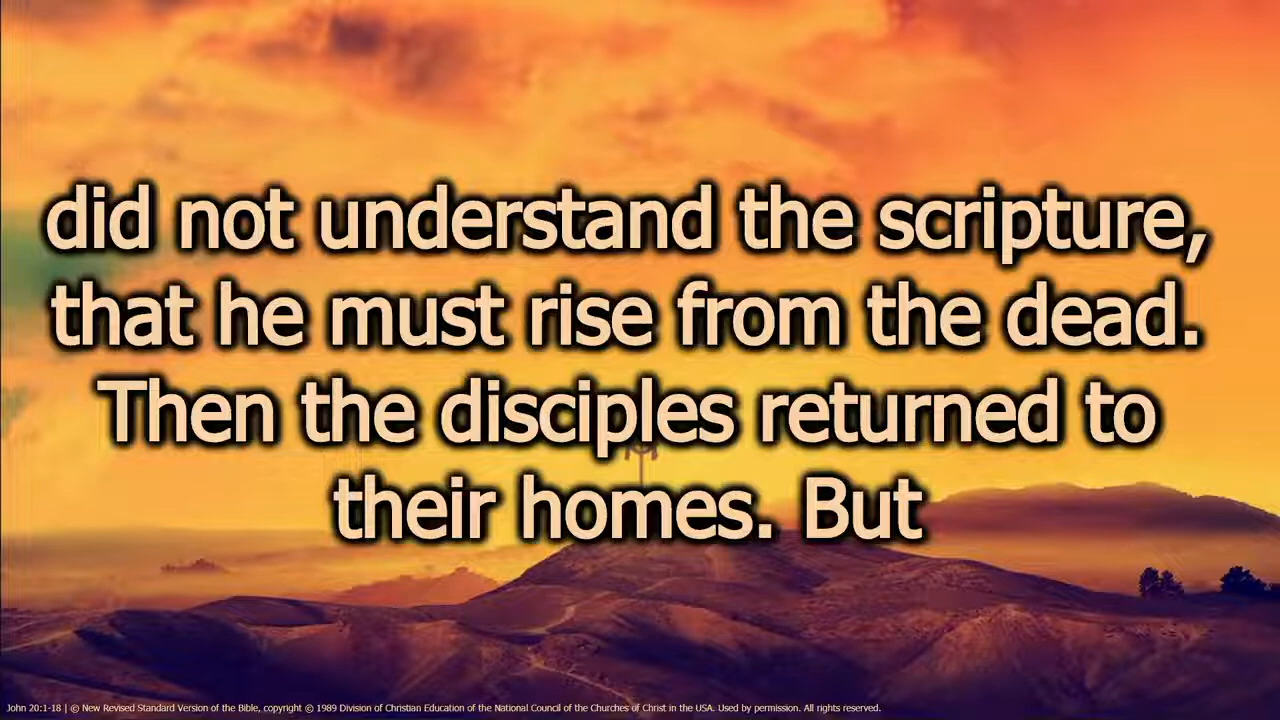 did not understand the scripture,
that he must rise from the dead.
Then the disciples returned to
their homes. But
John 20:1-18 | © New Revised Standard Version of the Bible, copyright © 1989 Division of Christian Education of the National Council of the Churches of Christ in the USA. Used by permission. All rights reserved.